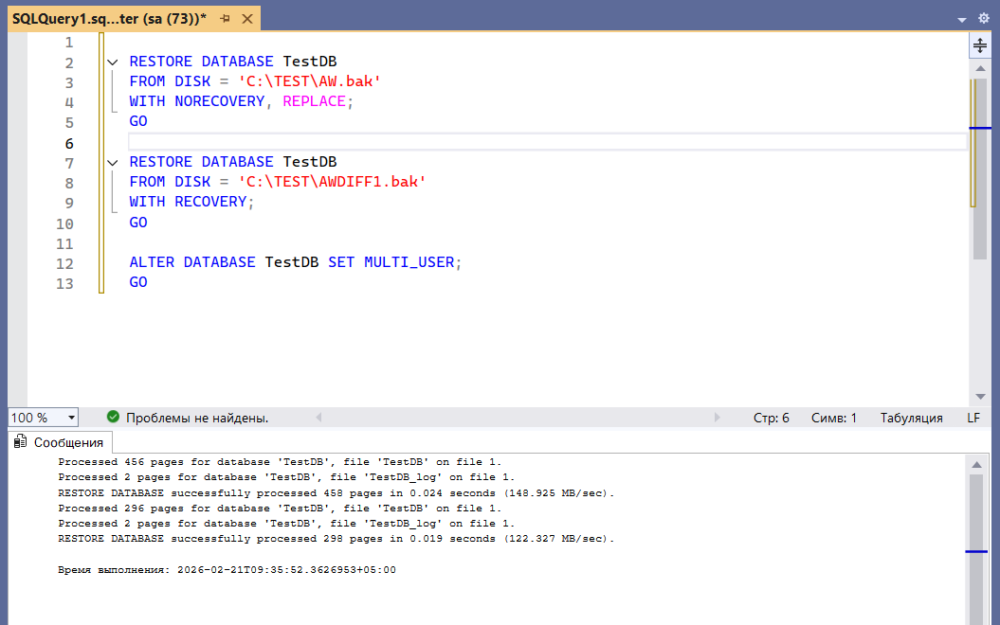 SQLQuery1.sq...ter (sa (73))*
1
2 RESTORE DATABASE TestDB
3 FROM DISK = 'C:\TEST\AW.bak'
4 WITH NORECOVERY, REPLACE;
5 GO
6
7 RESTORE DATABASE TestDB
8 FROM DISK = 'C:\TEST\AWDIFF1.bak'
9 WITH RECOVERY;
10 GO
11
12 ALTER DATABASE TestDB SET MULTI_USER;
13 GO
100 % Проблемы не найдены. Стр: 6 Симв: 1 Табуляция LF
Сообщения
Processed 456 pages for database 'TestDB', file 'TestDB' on file 1.
Processed 2 pages for database 'TestDB', file 'TestDB_log' on file 1.
RESTORE DATABASE successfully processed 458 pages in 0.024 seconds (148.925 MB/sec).
Processed 296 pages for database 'TestDB', file 'TestDB' on file 1.
Processed 2 pages for database 'TestDB', file 'TestDB_log' on file 1.
RESTORE DATABASE successfully processed 298 pages in 0.019 seconds (122.327 MB/sec).
Время выполнения: 2026-02-21T09:35:52.3626953+05:00